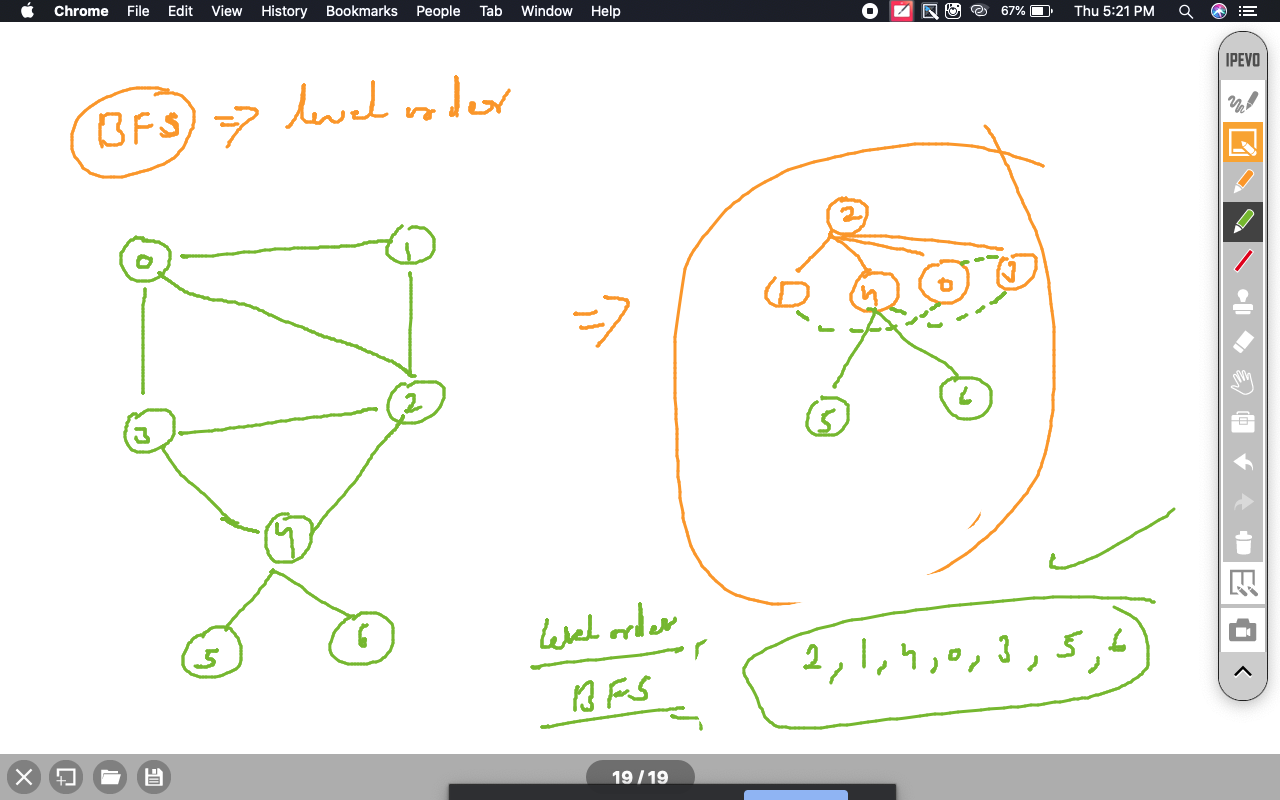 Chrome File Edit View History Bookmarks People Tab Window Help 67% Thu 5:21 PM
IPEVO
BFS => level order
0
1
3
2
4
5
6
=>
2
1
4
0
3
5
6
level order,
BFS,
2, 1, 4, 0, 3, 5, 6
19 / 19